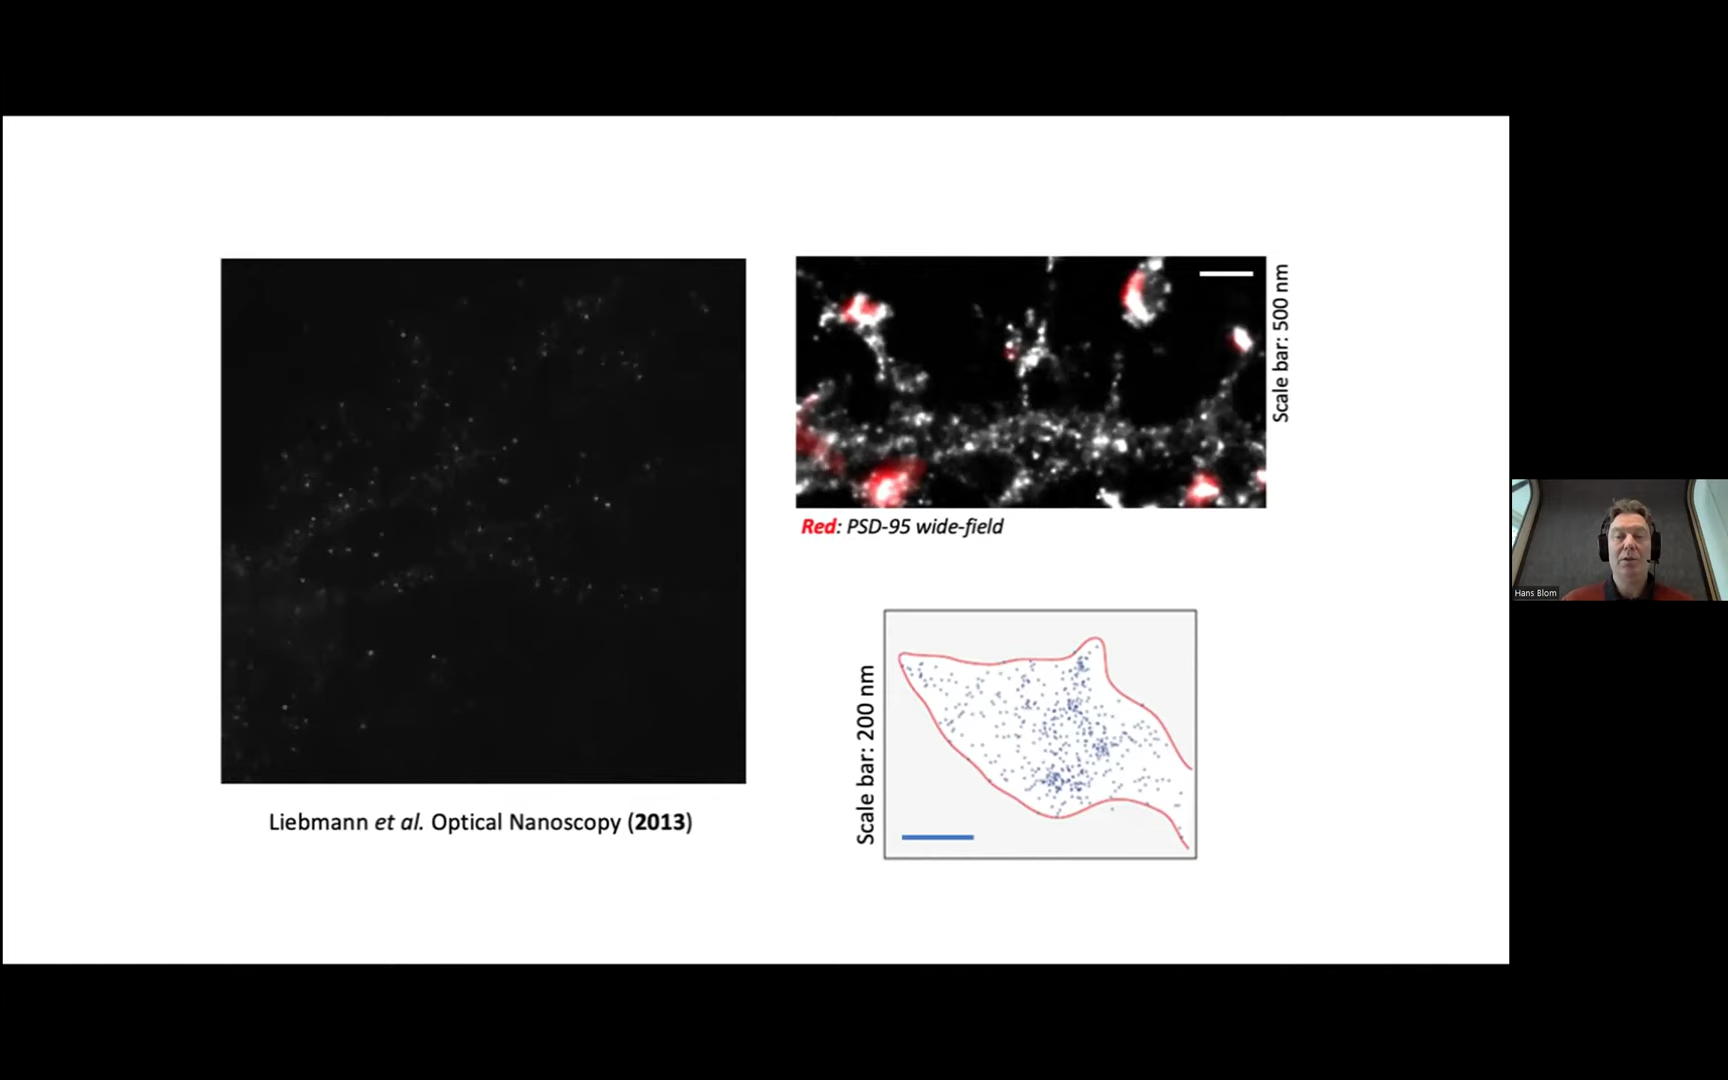 Scale bar: 500 nm
Red: PSD-95 wide-field
Scale bar: 200 nm
Liebmann et al. Optical Nanoscopy (2013)
Hans Blom